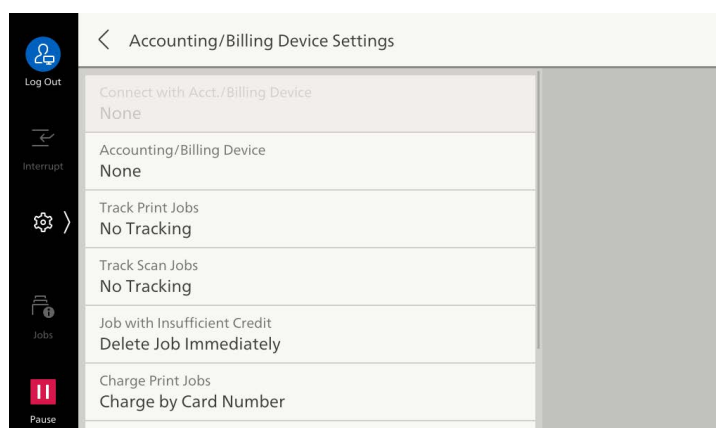 Accounting/Billing Device Settings
Log Out
Interrupt
Jobs
Pause
Connect with Acct./Billing Device
None
Accounting/Billing Device
None
Track Print Jobs
No Tracking
Track Scan Jobs
No Tracking
Job with Insufficient Credit
Delete Job Immediately
Charge Print Jobs
Charge by Card Number